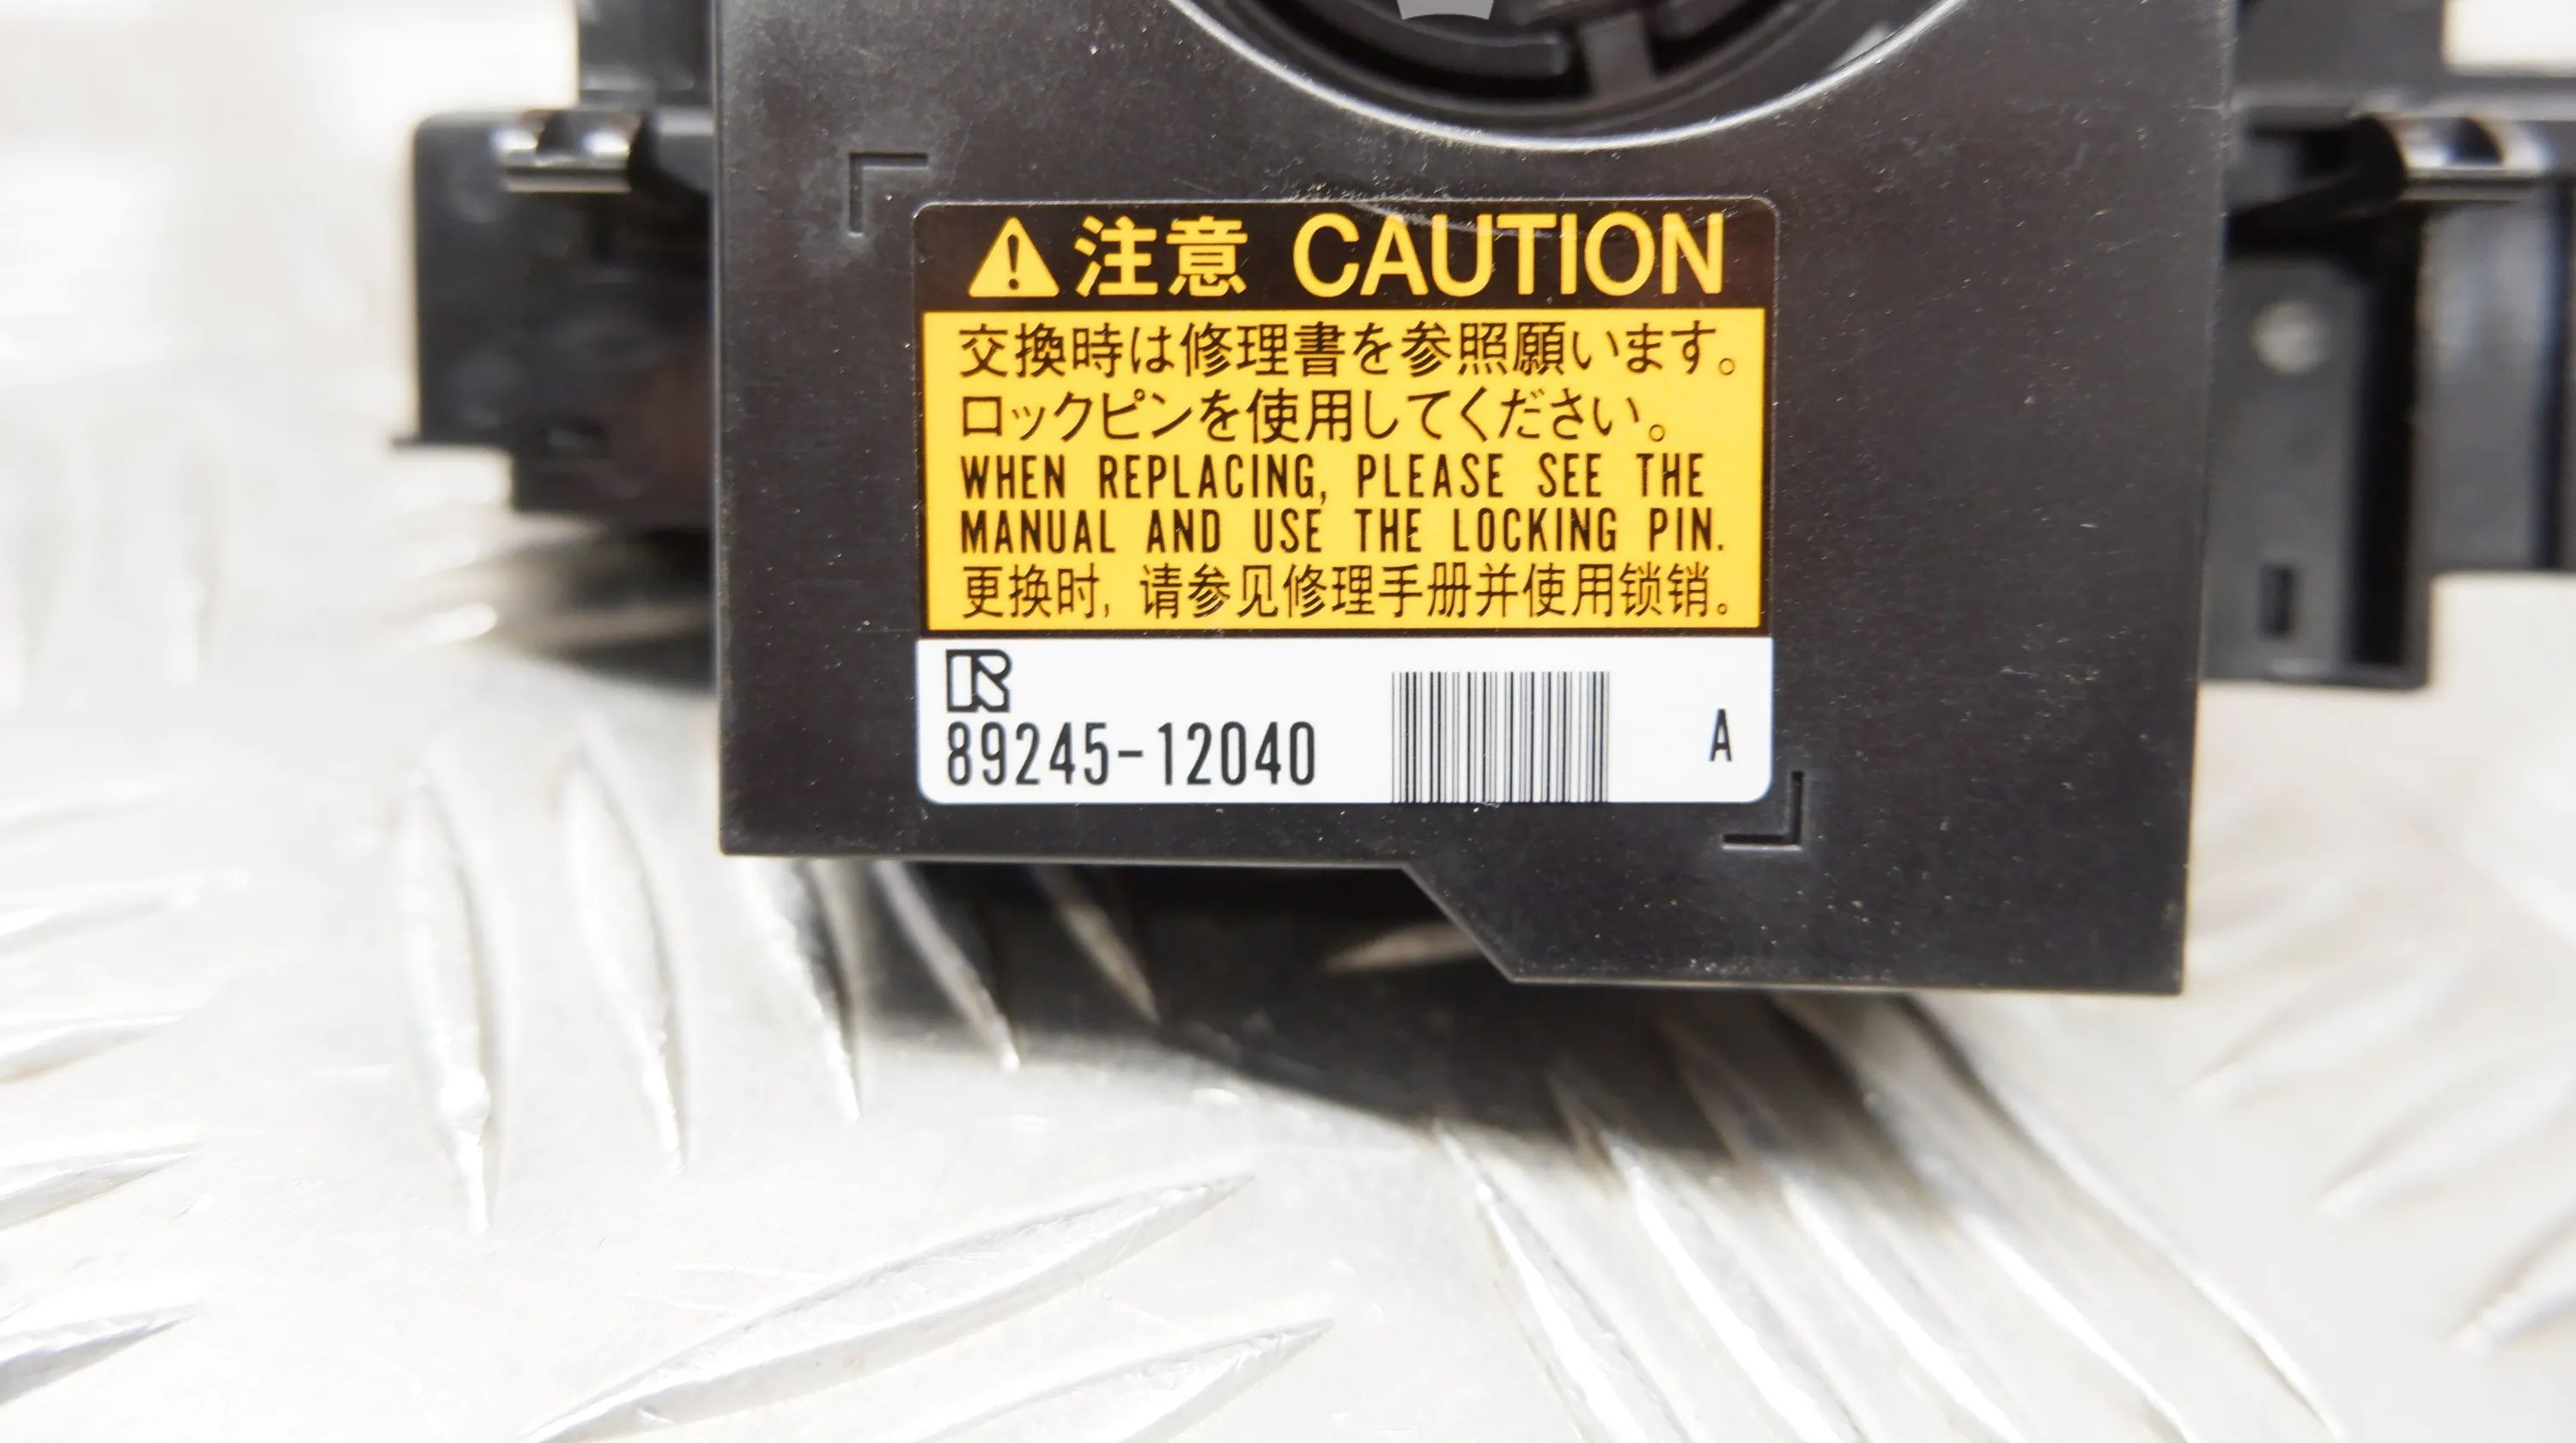 注意 CAUTION
交換時は修理書を参照願います。
ロックピンを使用してください。
WHEN REPLACING, PLEASE SEE THE
MANUAL AND USE THE LOCKING PIN.
更换时, 请参见修理手册并使用锁销。
R
89245-12040 A